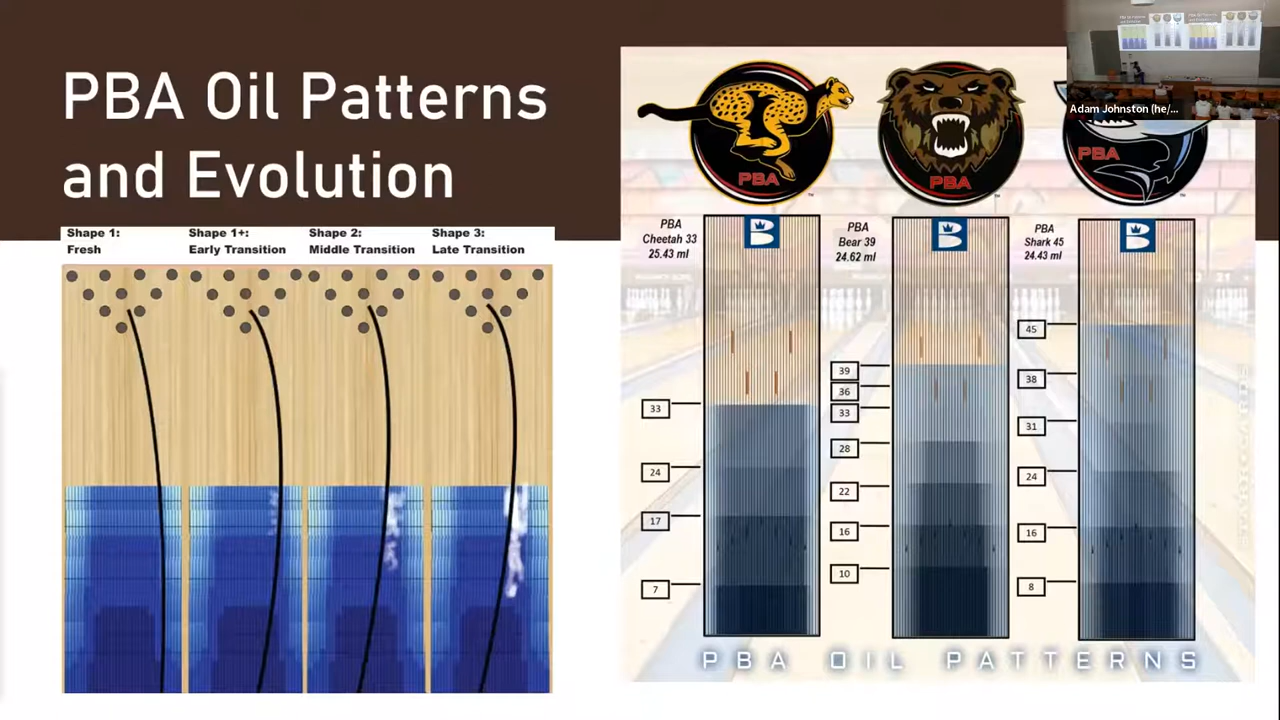 PBA Oil Patterns
and Evolution
Shape 1:
Fresh
Shape 1+:
Early Transition
Shape 2:
Middle Transition
Shape 3:
Late Transition
PBA
PBA
PBA
Adam Johnston (he/...
PBA
Cheetah 33
25.43 ml
33
24
17
7
PBA
Bear 39
24.62 ml
39
36
33
28
22
16
10
PBA
Shark 45
24.43 ml
45
38
31
24
16
8
B
B
B
PBA OIL PATTERNS